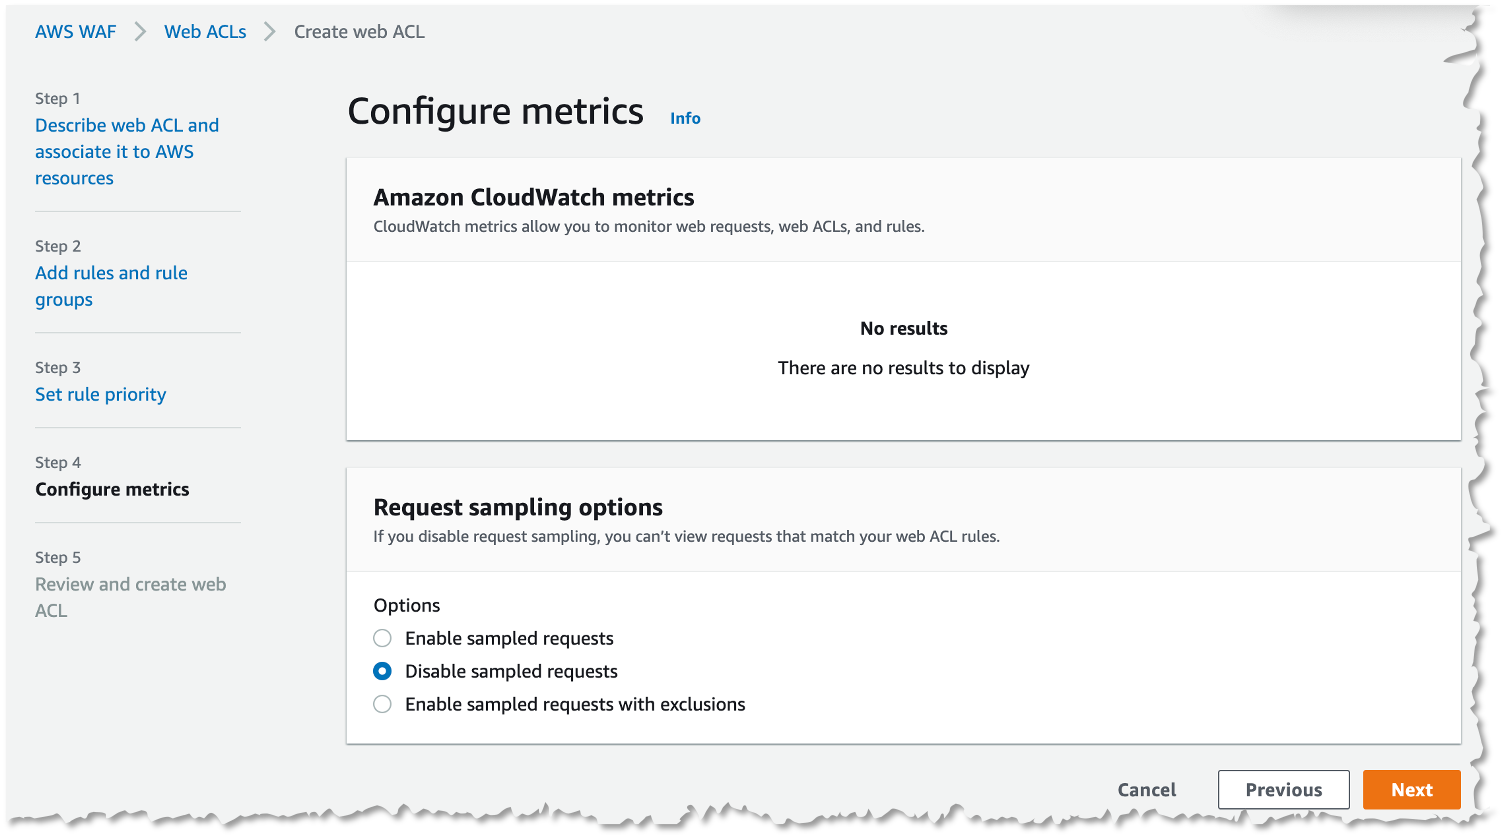 AWS WAF > Web ACLs > Create web ACL
Step 1
Describe web ACL and
associate it to AWS
resources
Step 2
Add rules and rule
groups
Step 3
Set rule priority
Step 4
Configure metrics
Step 5
Review and create web
ACL
Configure metrics Info
Amazon CloudWatch metrics
CloudWatch metrics allow you to monitor web requests, web ACLs, and rules.
No results
There are no results to display
Request sampling options
If you disable request sampling, you can't view requests that match your web ACL rules.
Options
Enable sampled requests
Disable sampled requests
Enable sampled requests with exclusions
Cancel Previous Next